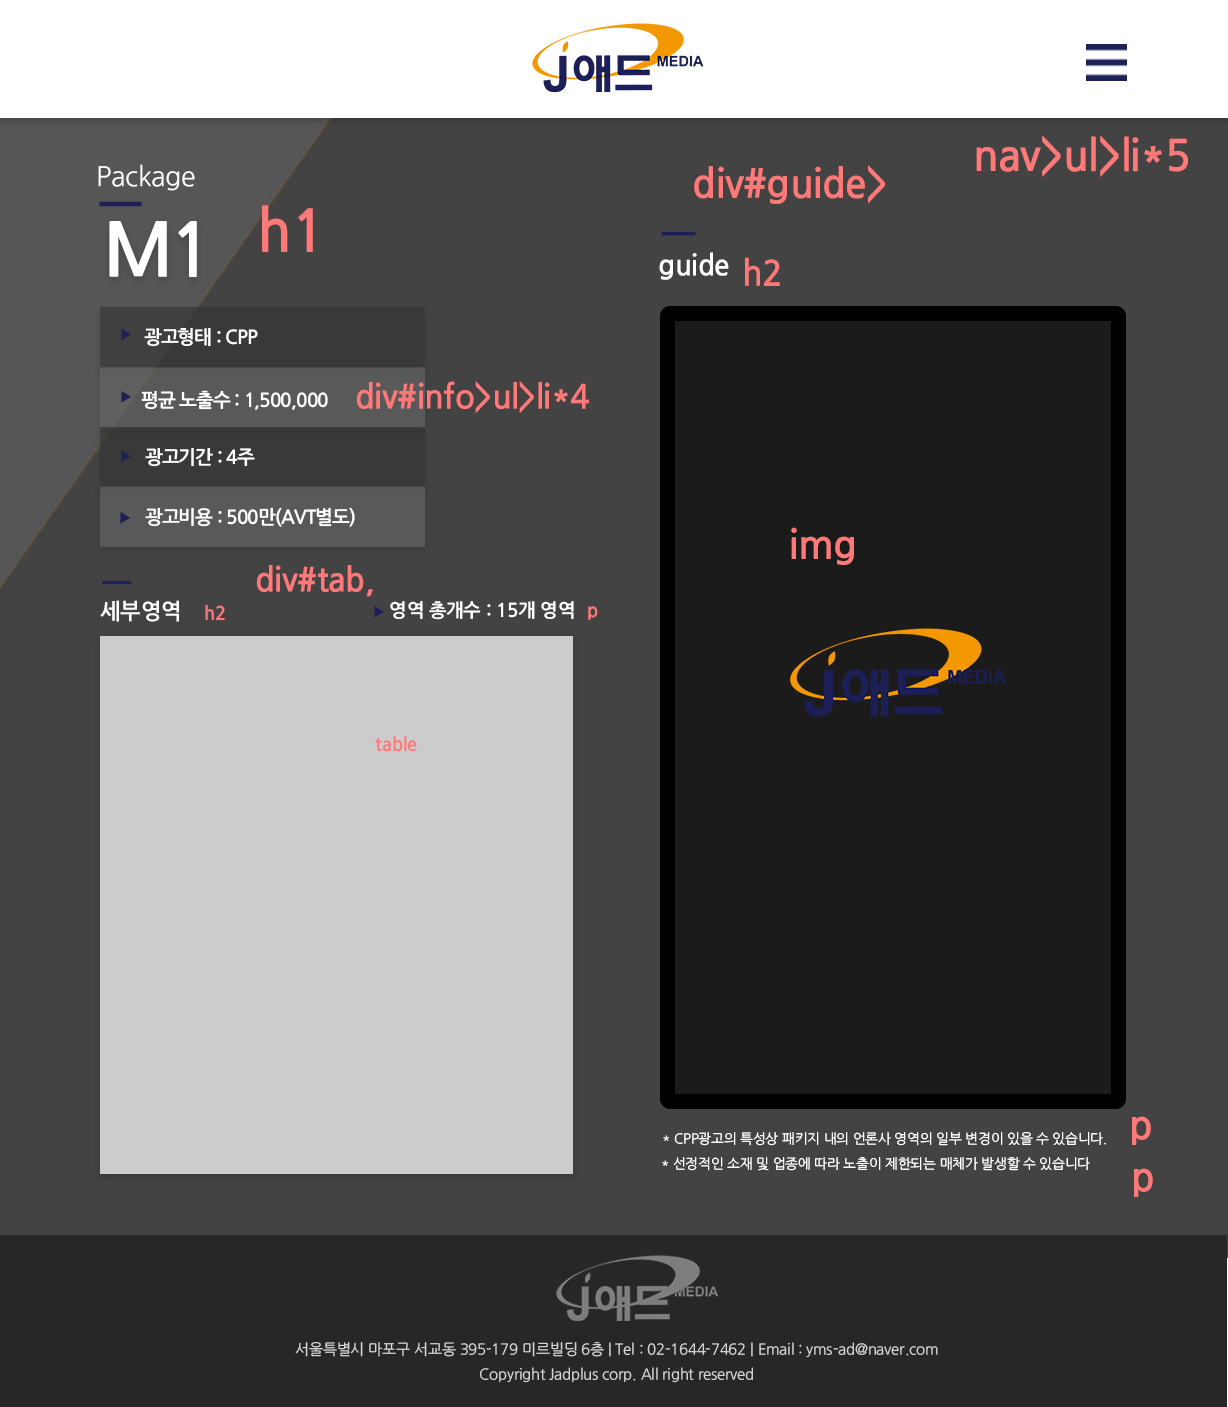 J애드 MEDIA
nav>ul>li*5
Package
M1
h1
광고형태 : CPP
평균 노출수 : 1,500,000
div#info>ul>li*4
광고기간 : 4주
광고비용 : 500만(AVT별도)
div#tab,
세부영역
h2
영역 총개수 : 15개 영역
p
table
div#guide>
guide
h2
img
J애드 MEDIA
* CPP광고의 특성상 패키지 내의 언론사 영역의 일부 변경이 있을 수 있습니다.
p
* 선정적인 소재 및 업종에 따라 노출이 제한되는 매체가 발생할 수 있습니다
p
J애드 MEDIA
서울특별시 마포구 서교동 395-179 미르빌딩 6층 | Tel : 02-1644-7462 | Email : yms-ad@naver.com
Copyright Jadplus corp. All right reserved